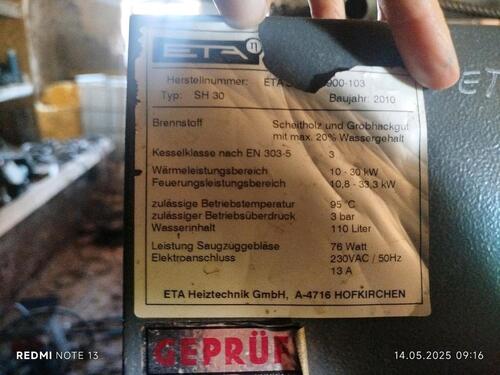 ETA η
Herstellnummer: ETA 900-103
Typ: SH 30 Baujahr: 2010
Brennstoff Scheitholz und Grobhackgut
mit max. 20% Wassergehalt
Kesselklasse nach EN 303-5 3
Wärmeleistungsbereich 10 - 30 kW
Feuerungsleistungsbereich 10,8 - 33,3 kW
zulässige Betriebstemperatur 95 °C
zulässiger Betriebsüberdruck 3 bar
Wasserinhalt 110 Liter
Leistung Saugzuggebläse 76 Watt
Elektroanschluss 230VAC / 50Hz
13 A
ETA Heiztechnik GmbH, A-4716 HOFKIRCHEN
GEPRÜF
REDMI NOTE 13 14.05.2025 09:16